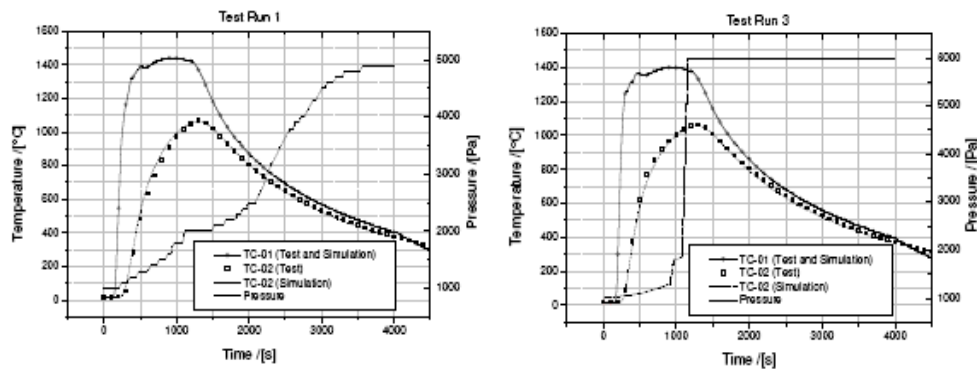 Test Run 1
1600
1400
1200
1000
800
600
400
200
0
Temperature /[°C]
5000
4000
3000
2000
1000
Pressure /[Pa]
TC-01 (Test and Simulation)
TC-02 (Test)
TC-02 (Simulation)
Pressure
0 1000 2000 3000 4000
Time /[s]
Test Run 3
1600
1400
1200
1000
800
600
400
200
0
Temperature /[°C]
6000
5000
4000
3000
2000
1000
Pressure /[Pa]
TC-01 (Test and Simulation)
TC-02 (Test)
TC-02 (Simulation)
Pressure
0 1000 2000 3000 4000
Time /[s]